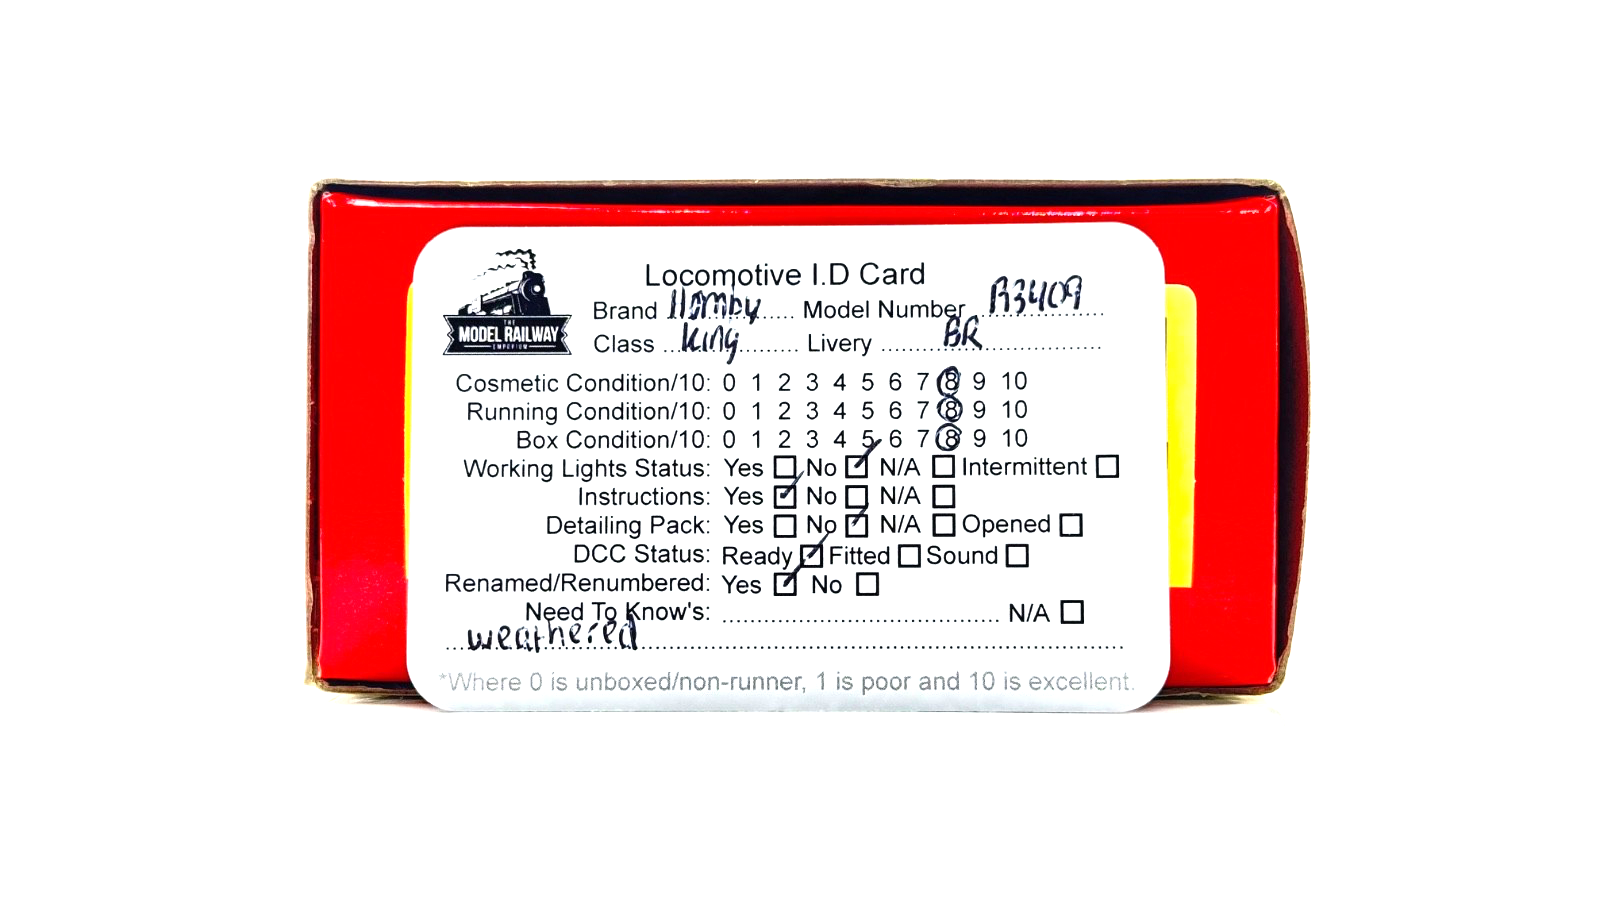 THE
MODEL RAILWAY
EMPORIUM
Locomotive I.D Card
Brand Hornby Model Number R3409
Class King Livery BR
Cosmetic Condition/10: 0 1 2 3 4 5 6 7 8 9 10
Running Condition/10: 0 1 2 3 4 5 6 7 8 9 10
Box Condition/10: 0 1 2 3 4 5 6 7 8 9 10
Working Lights Status: Yes No N/A Intermittent
Instructions: Yes No N/A
Detailing Pack: Yes No N/A Opened
DCC Status: Ready Fitted Sound
Renamed/Renumbered: Yes No
Need To Know's: N/A
weathered
*Where 0 is unboxed/non-runner, 1 is poor and 10 is excellent.